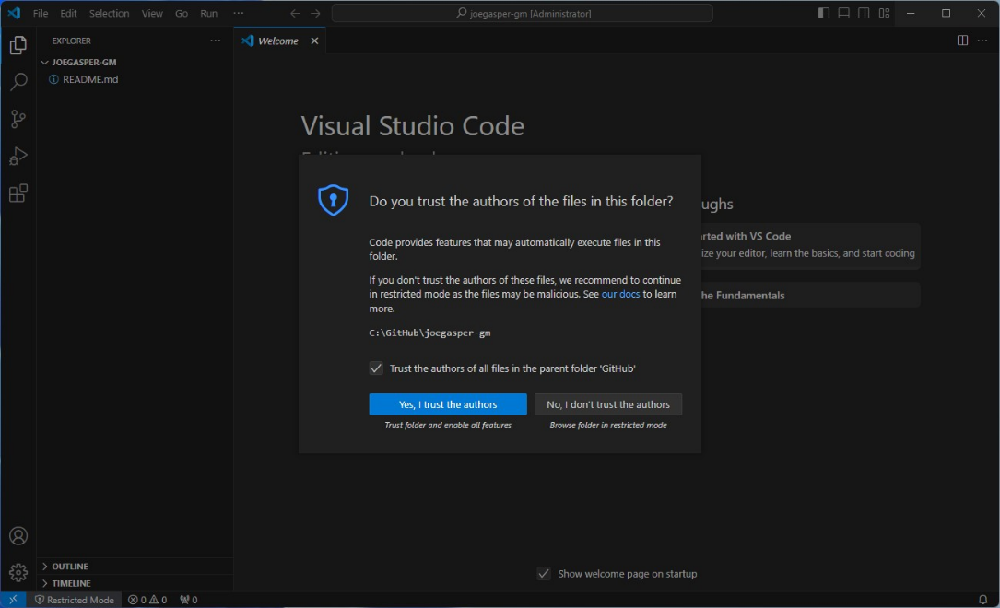 File Edit Selection View Go Run ···
joegasper-gm [Administrator]
EXPLORER ···
JOEGASPER-GM
README.md
Welcome
Visual Studio Code
Do you trust the authors of the files in this folder?
Code provides features that may automatically execute files in this
folder.
If you don't trust the authors of these files, we recommend to continue
in restricted mode as the files may be malicious. See our docs to learn
more.
C:\GitHub\joegasper-gm
Trust the authors of all files in the parent folder 'GitHub'
Yes, I trust the authors
No, I don't trust the authors
Trust folder and enable all features
Browse folder in restricted mode
ughs
rted with VS Code
ize your editor, learn the basics, and start coding
he Fundamentals
Show welcome page on startup
OUTLINE
TIMELINE
Restricted Mode 0 0 0